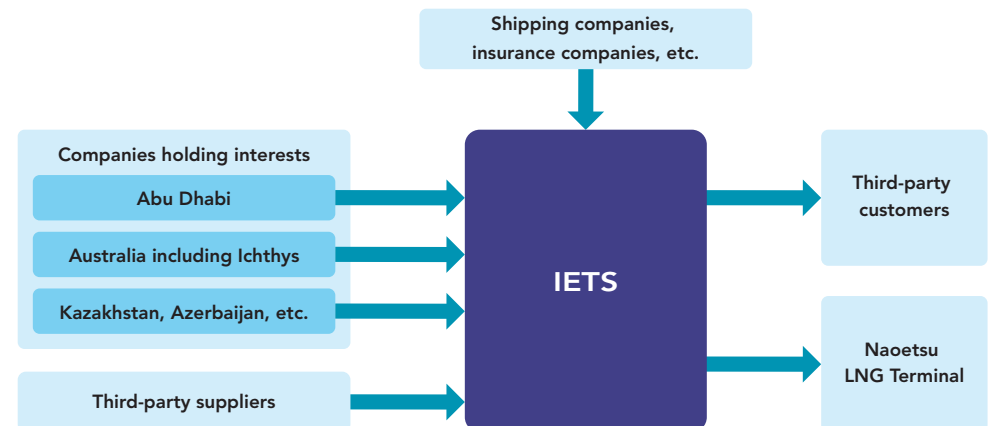 Shipping companies,
insurance companies, etc.
Companies holding interests
Abu Dhabi
Australia including Ichthys
Kazakhstan, Azerbaijan, etc.
Third-party suppliers
IETS
Third-party
customers
Naoetsu
LNG Terminal